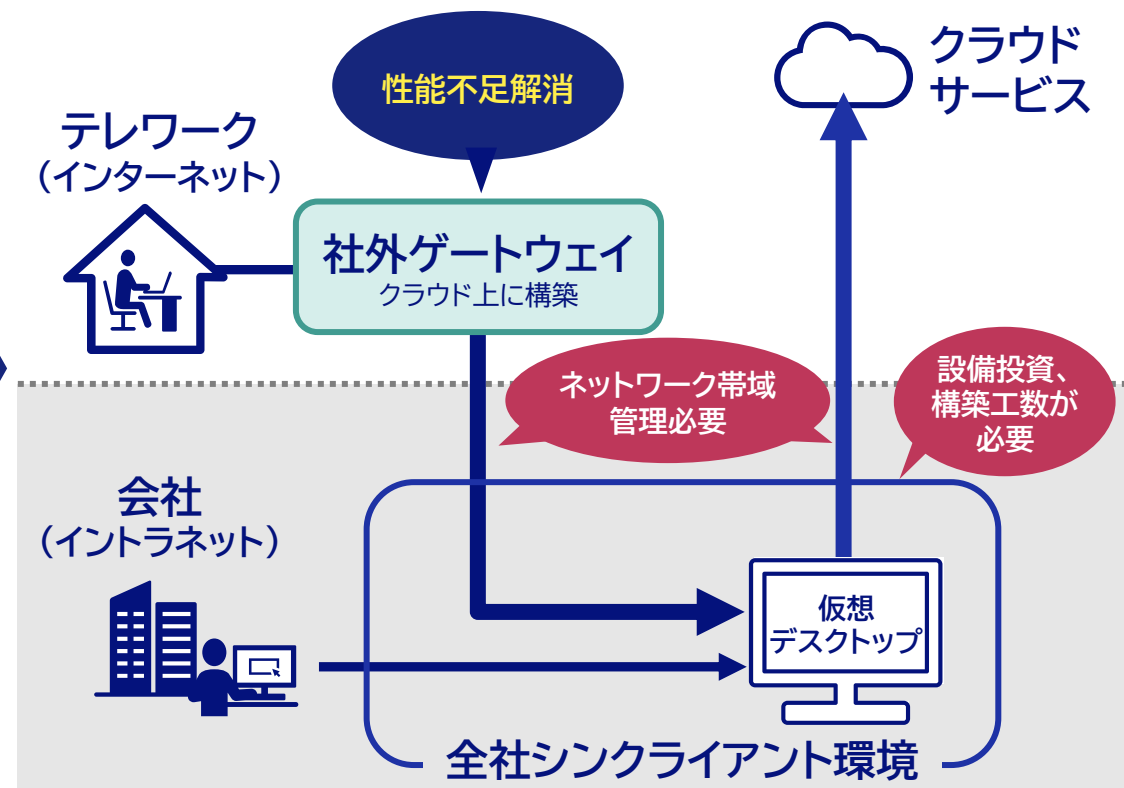 性能不足解消
クラウド
サービス
テレワーク
（インターネット）
社外ゲートウェイ
クラウド上に構築
ネットワーク帯域
管理必要
設備投資、
構築工数が
必要
会社
（イントラネット）
仮想
デスクトップ
全社シンクライアント環境